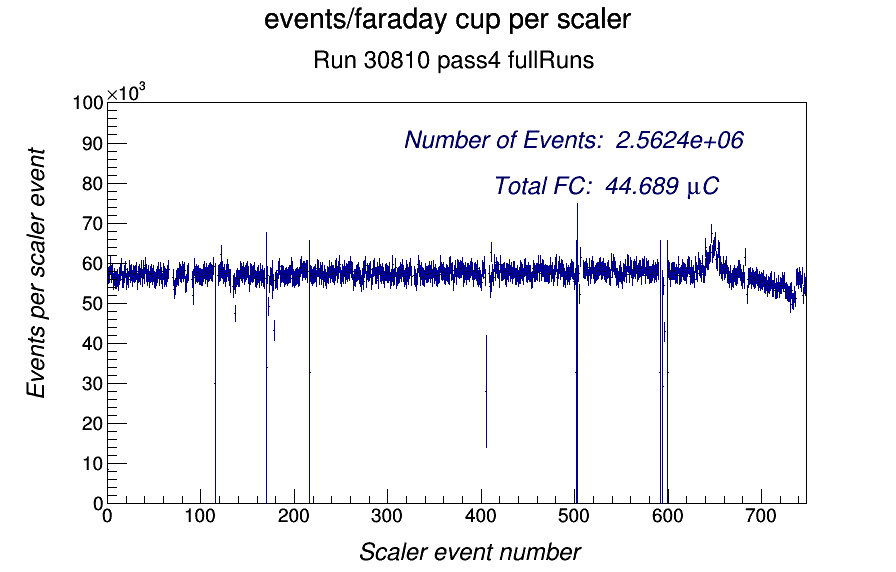 events/faraday cup per scaler
Run 30810 pass4 fullRuns
×10³
100
90
80
70
60
50
40
30
20
10
0
Events per scaler event
Number of Events: 2.5624e+06
Total FC: 44.689 μC
0 100 200 300 400 500 600 700
Scaler event number